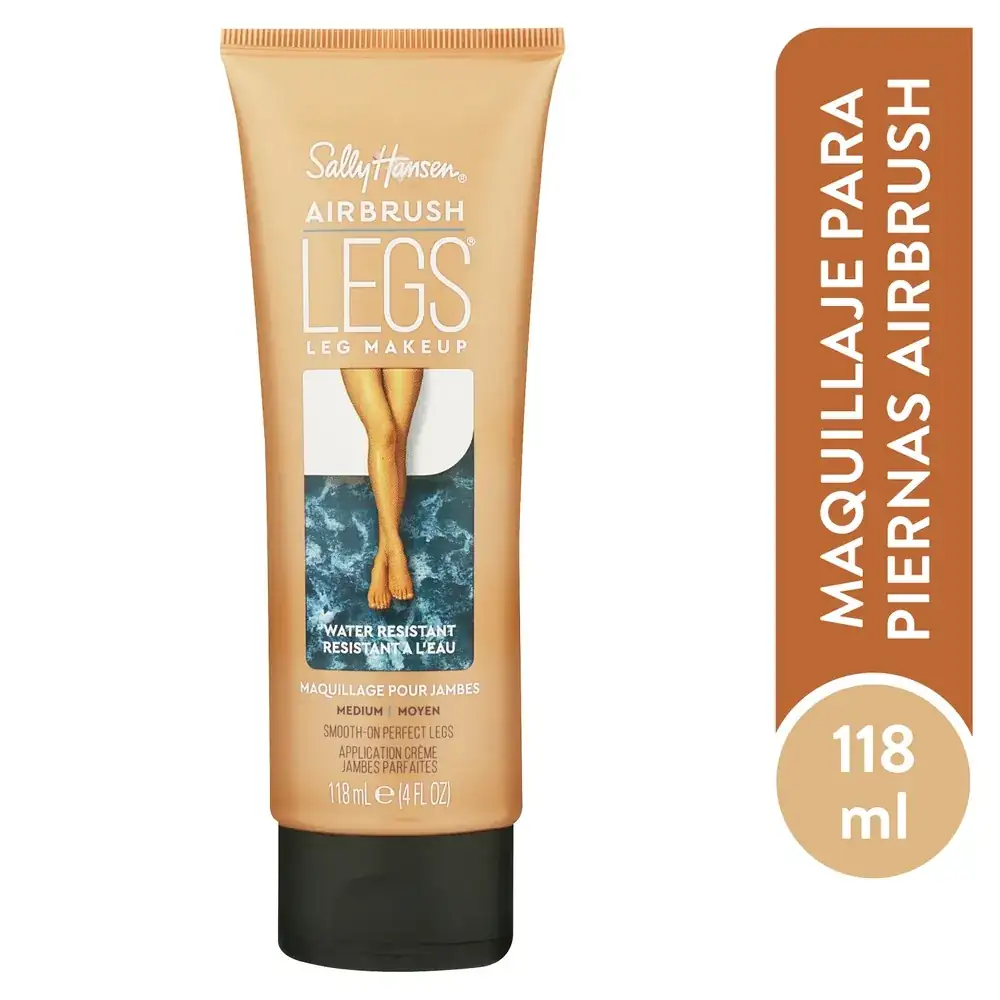 Sally Hansen®
AIRBRUSH
LEGS®
LEG MAKEUP
WATER RESISTANT
RESISTANT A L'EAU
MAQUILLAGE POUR JAMBES
MEDIUM | MOYEN
SMOOTH-ON PERFECT LEGS
APPLICATION CRÈME
JAMBES PARFAITES
118 mL ℮ (4 FL OZ)
MAQUILLAJE PARA
PIERNAS AIRBRUSH
118
ml